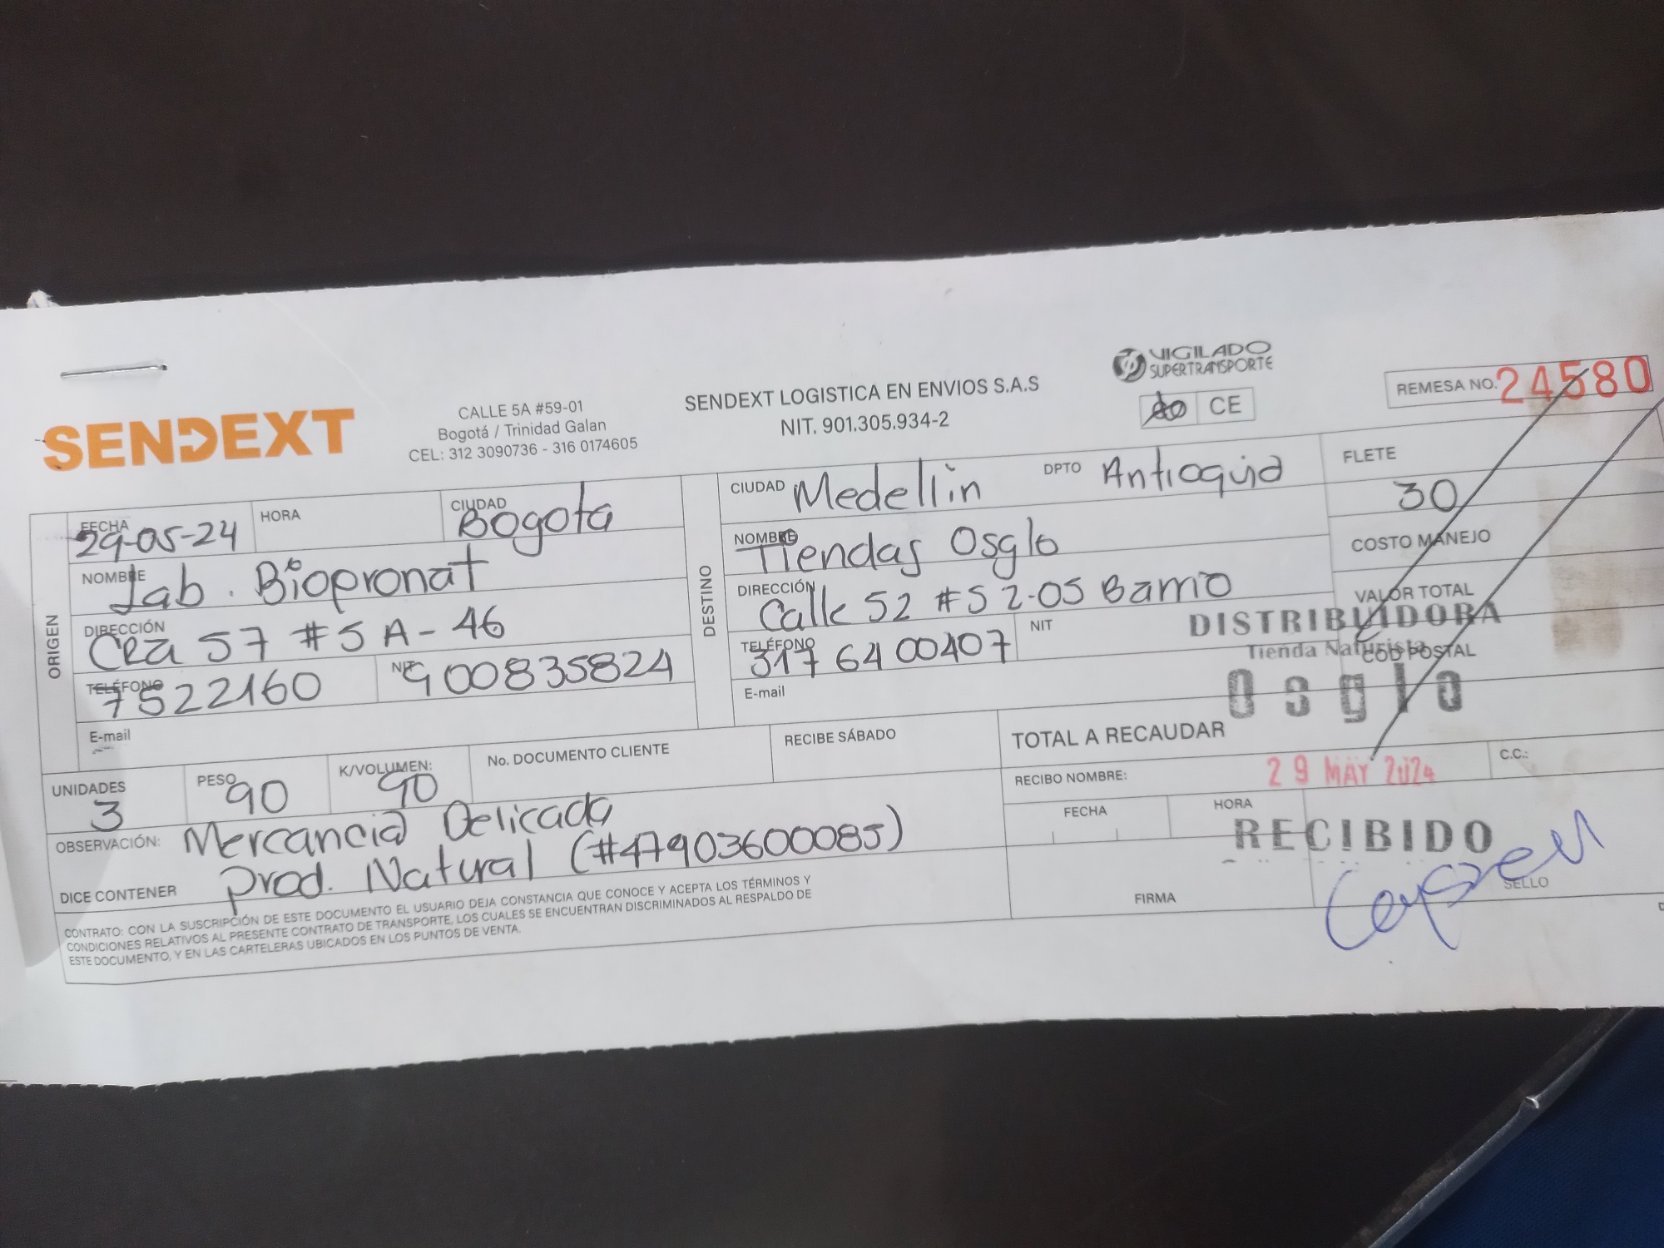 SENDEXT
CALLE 5A #59-01
Bogotá / Trinidad Galan
CEL: 312 3090736 - 316 0174605
SENDEXT LOGISTICA EN ENVIOS S.A.S
NIT. 901.305.934-2
VIGILADO
SUPERTRANSPORTE
CE
REMESA NO. 24580
ORIGEN
FECHA 29-05-24 HORA CIUDAD Bogota
NOMBRE Lab. Biopronat
DIRECCIÓN Cra 57 #5A-46
TELÉFONO 7522160 NIT 900835824
E-mail
DESTINO
CIUDAD Medellin DPTO Antioquia
NOMBRE Tiendas Osglo
DIRECCIÓN Calle 52 #52-05 Barrio
TELÉFONO 3176400407 NIT
E-mail
FLETE
30
COSTO MANEJO
VALOR TOTAL
COD POSTAL
DISTRIBUIDORA
Tienda Naturista
Osglo
UNIDADES 3 PESO 90 K/VOLUMEN: 90 No. DOCUMENTO CLIENTE RECIBE SÁBADO
TOTAL A RECAUDAR
RECIBO NOMBRE: 29 MAY 2024 C.C.:
FECHA HORA
RECIBIDO
FIRMA SELLO
OBSERVACIÓN: Mercancia Delicada
DICE CONTENER Prod. Natural (#47903600085)
CONTRATO: CON LA SUSCRIPCIÓN DE ESTE DOCUMENTO EL USUARIO DEJA CONSTANCIA QUE CONOCE Y ACEPTA LOS TÉRMINOS Y
CONDICIONES RELATIVOS AL PRESENTE CONTRATO DE TRANSPORTE, LOS CUALES SE ENCUENTRAN DISCRIMINADOS AL RESPALDO DE
ESTE DOCUMENTO, Y EN LAS CARTELERAS UBICADOS EN LOS PUNTOS DE VENTA.